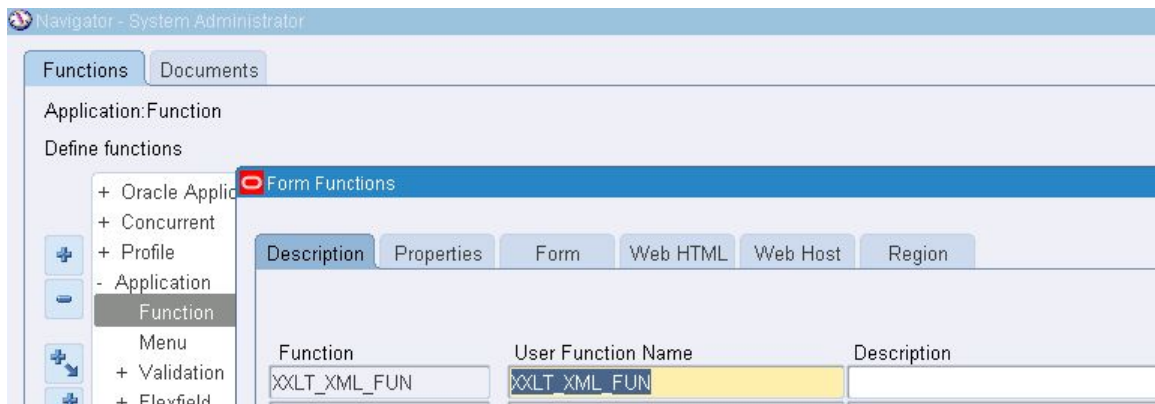 Navigator - System Administrator
Functions Documents
Application:Function
Define functions
+ Oracle Applic
Form Functions
+ Concurrent
+ Profile
Description Properties Form Web HTML Web Host Region
- Application
Function
Menu
Function User Function Name Description
+ Validation
XXLT_XML_FUN XXLT_XML_FUN
+ Flexfield